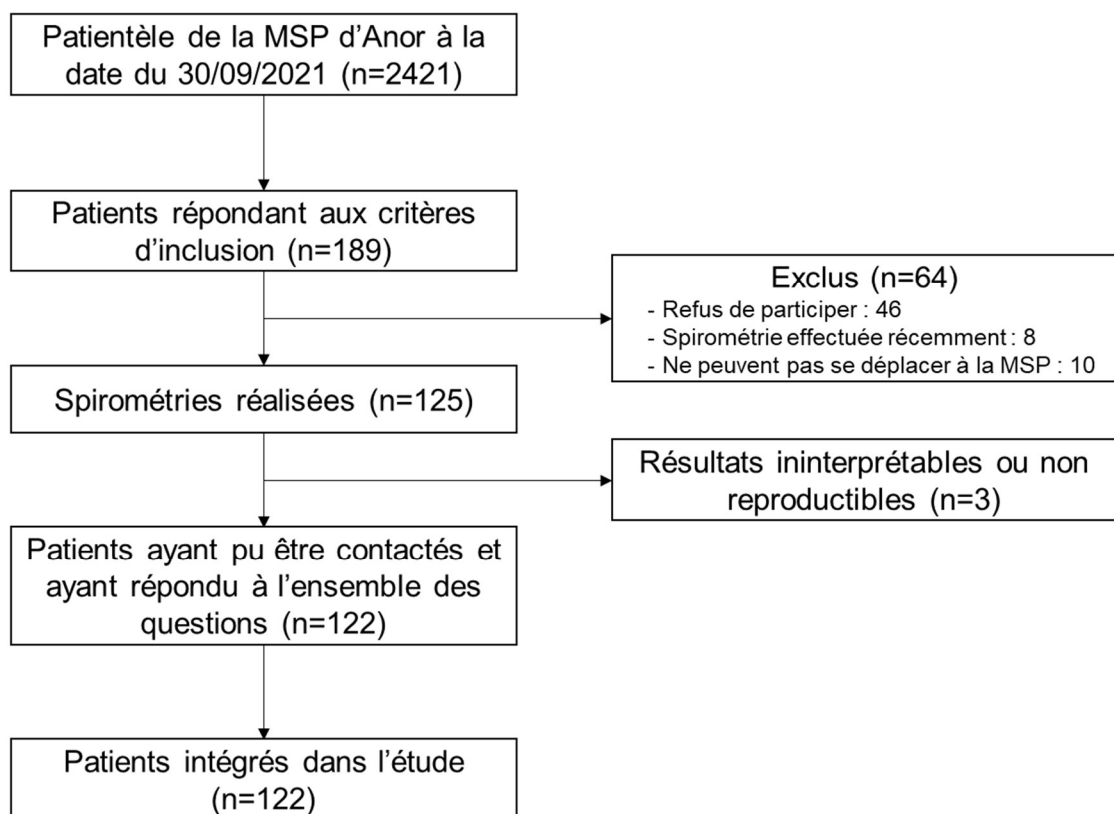 Patientèle de la MSP d’Anor à la
date du 30/09/2021 (n=2421)
Patients répondant aux critères
d’inclusion (n=189)
Exclus (n=64)
- Refus de participer : 46
- Spirométrie effectuée récemment : 8
- Ne peuvent pas se déplacer à la MSP : 10
Spirométries réalisées (n=125)
Résultats ininterprétables ou non
reproductibles (n=3)
Patients ayant pu être contactés et
ayant répondu à l’ensemble des
questions (n=122)
Patients intégrés dans l’étude
(n=122)